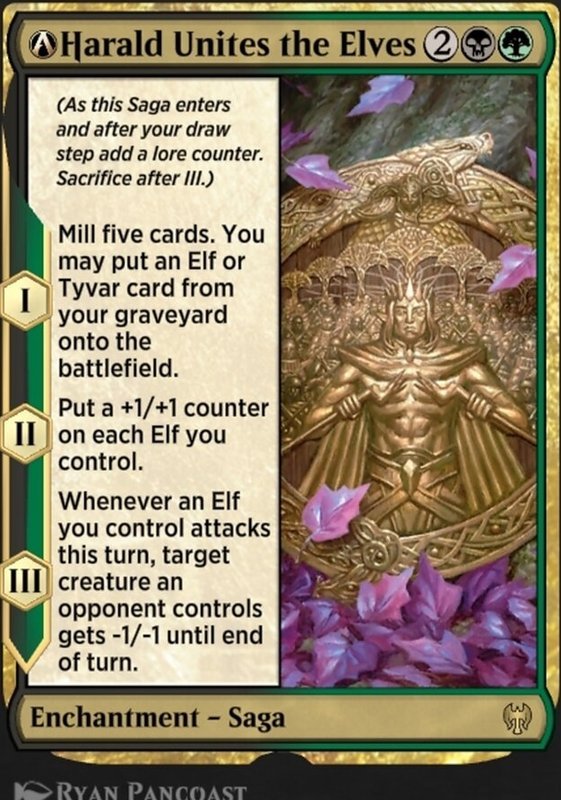 Harald Unites the Elves 2
(As this Saga enters
and after your draw
step add a lore counter.
Sacrifice after III.)
I
Mill five cards. You
may put an Elf or
Tyvar card from
your graveyard
onto the
battlefield.
II
Put a +1/+1 counter
on each Elf you
control.
III
Whenever an Elf
you control attacks
this turn, target
creature an
opponent controls
gets -1/-1 until end
of turn.
Enchantment – Saga
Ryan Pancoast